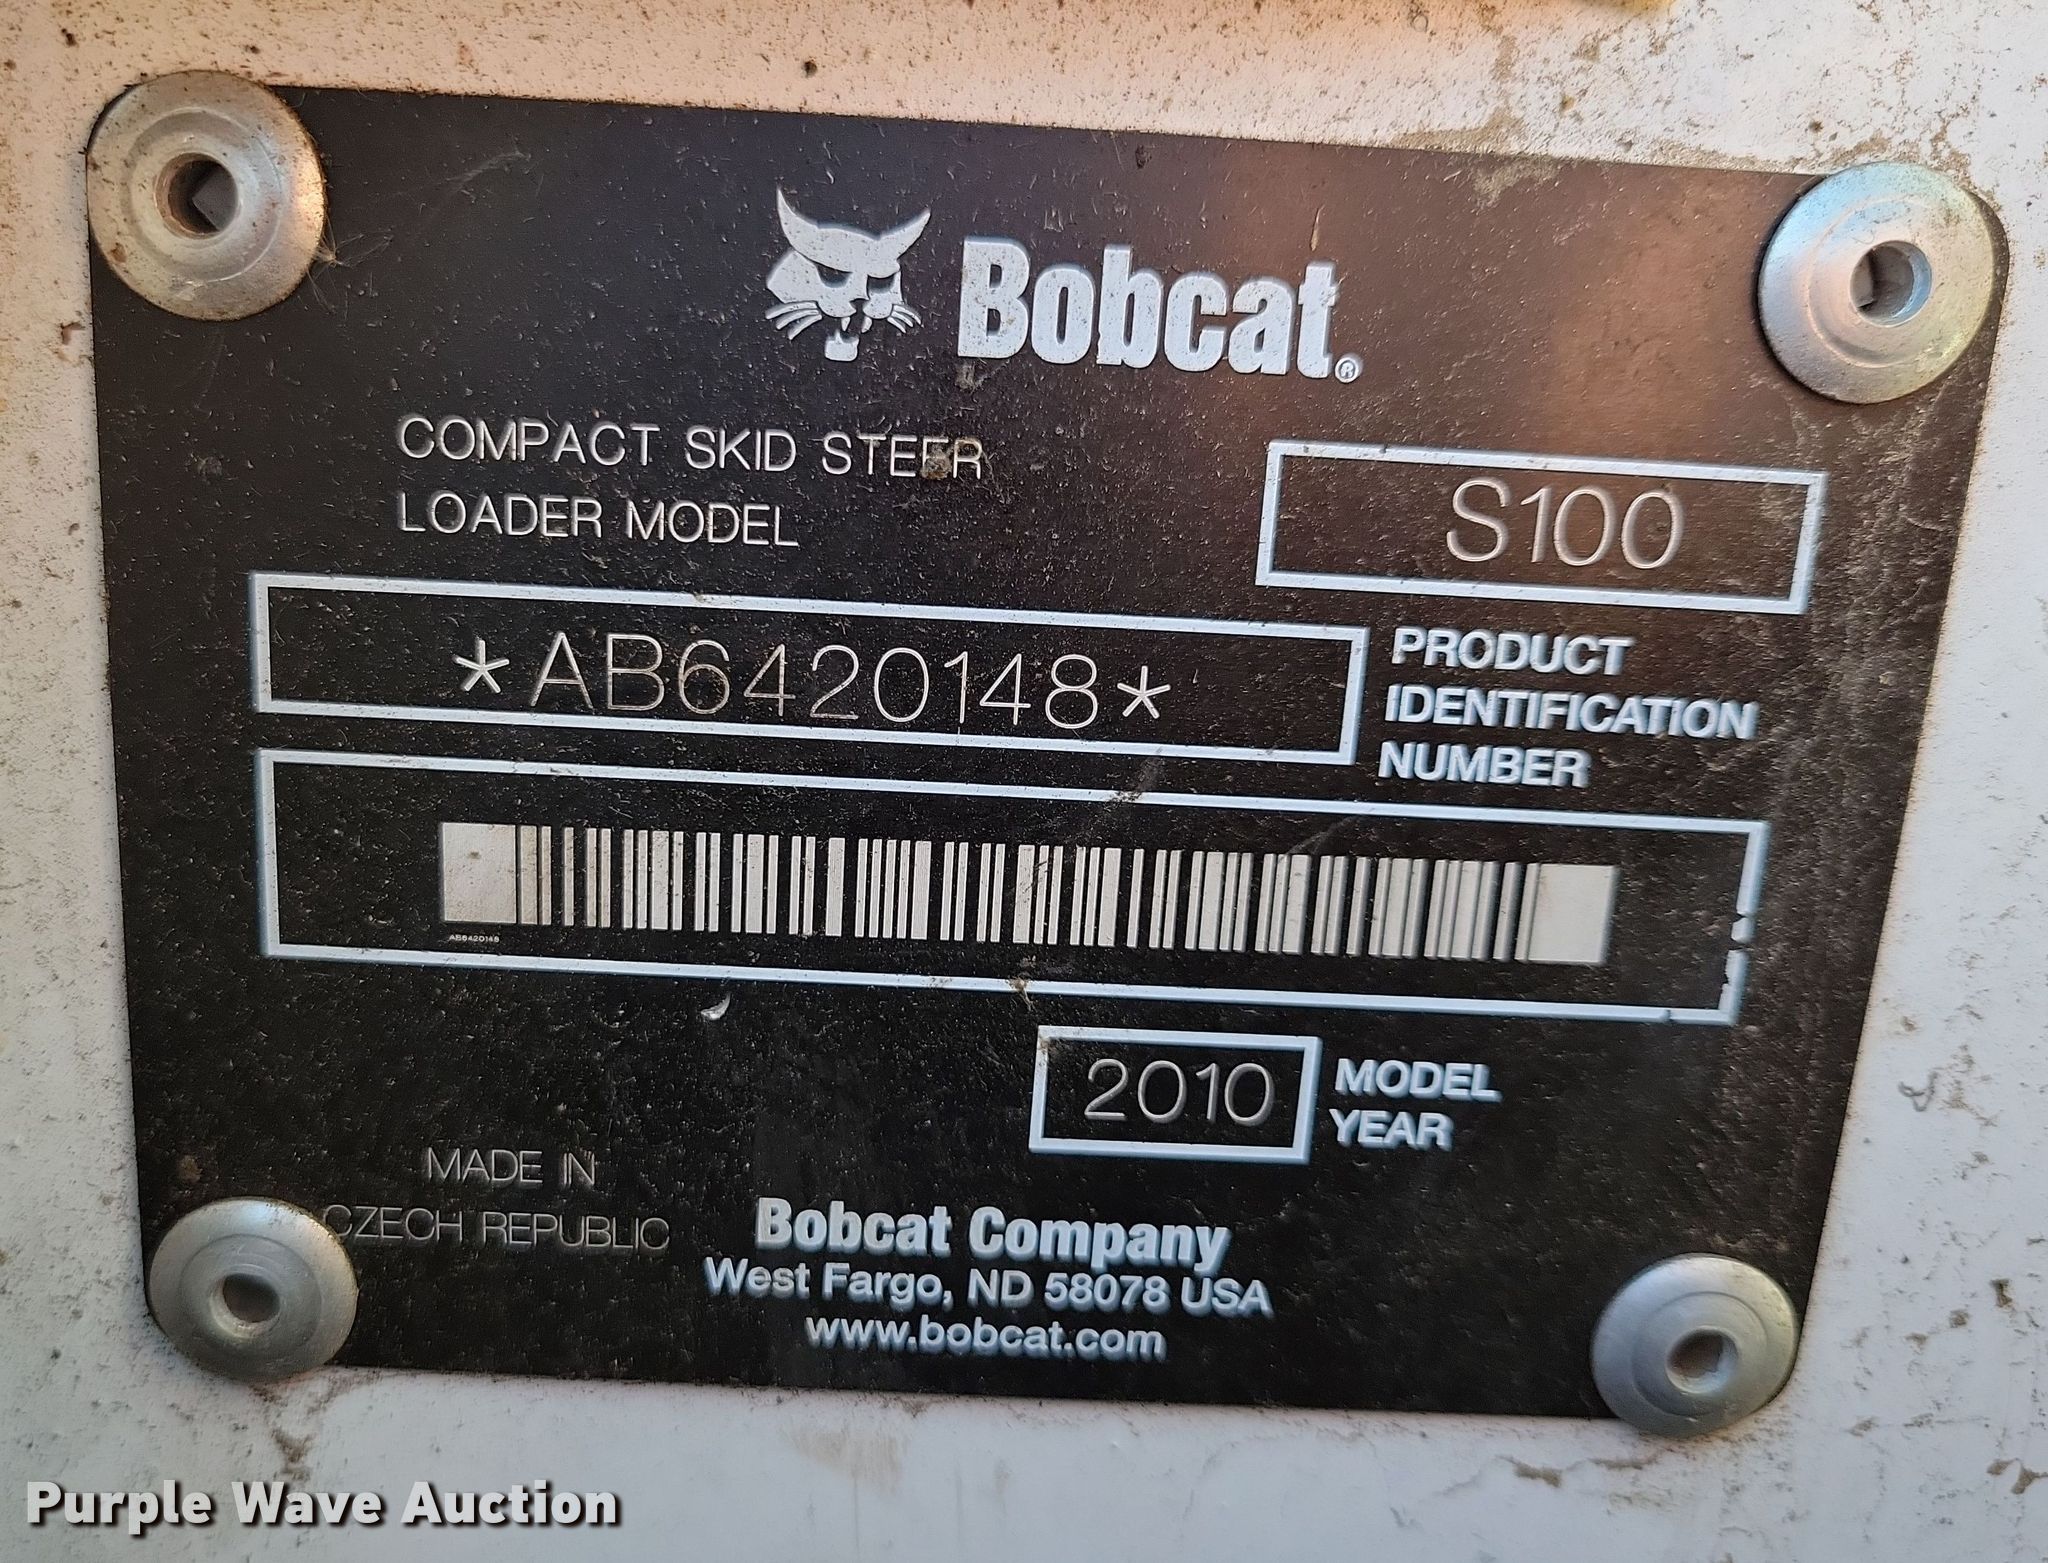 Bobcat®
COMPACT SKID STEER
LOADER MODEL
S100
*AB6420148*
PRODUCT
IDENTIFICATION
NUMBER
AB6420148
2010
MODEL
YEAR
MADE IN
CZECH REPUBLIC
Bobcat Company
West Fargo, ND 58078 USA
www.bobcat.com
Purple Wave Auction